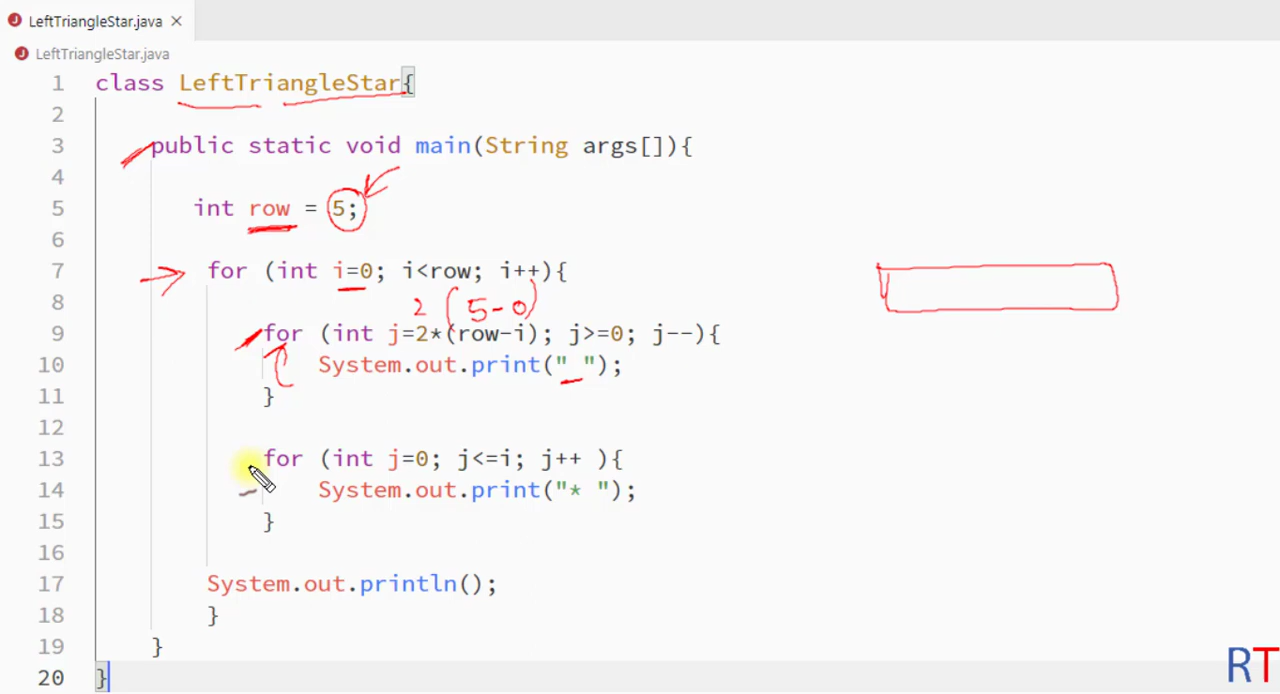 LeftTriangleStar.java
LeftTriangleStar.java
1 class LeftTriangleStar{
2
3 public static void main(String args[]){
4
5 int row = 5;
6
7 for (int i=0; i<row; i++){
8 2 (5-0)
9 for (int j=2*(row-i); j>=0; j--){
10 System.out.print(" ");
11 }
12
13 for (int j=0; j<=i; j++ ){
14 System.out.print("* ");
15 }
16
17 System.out.println();
18 }
19 }
20 }
RT